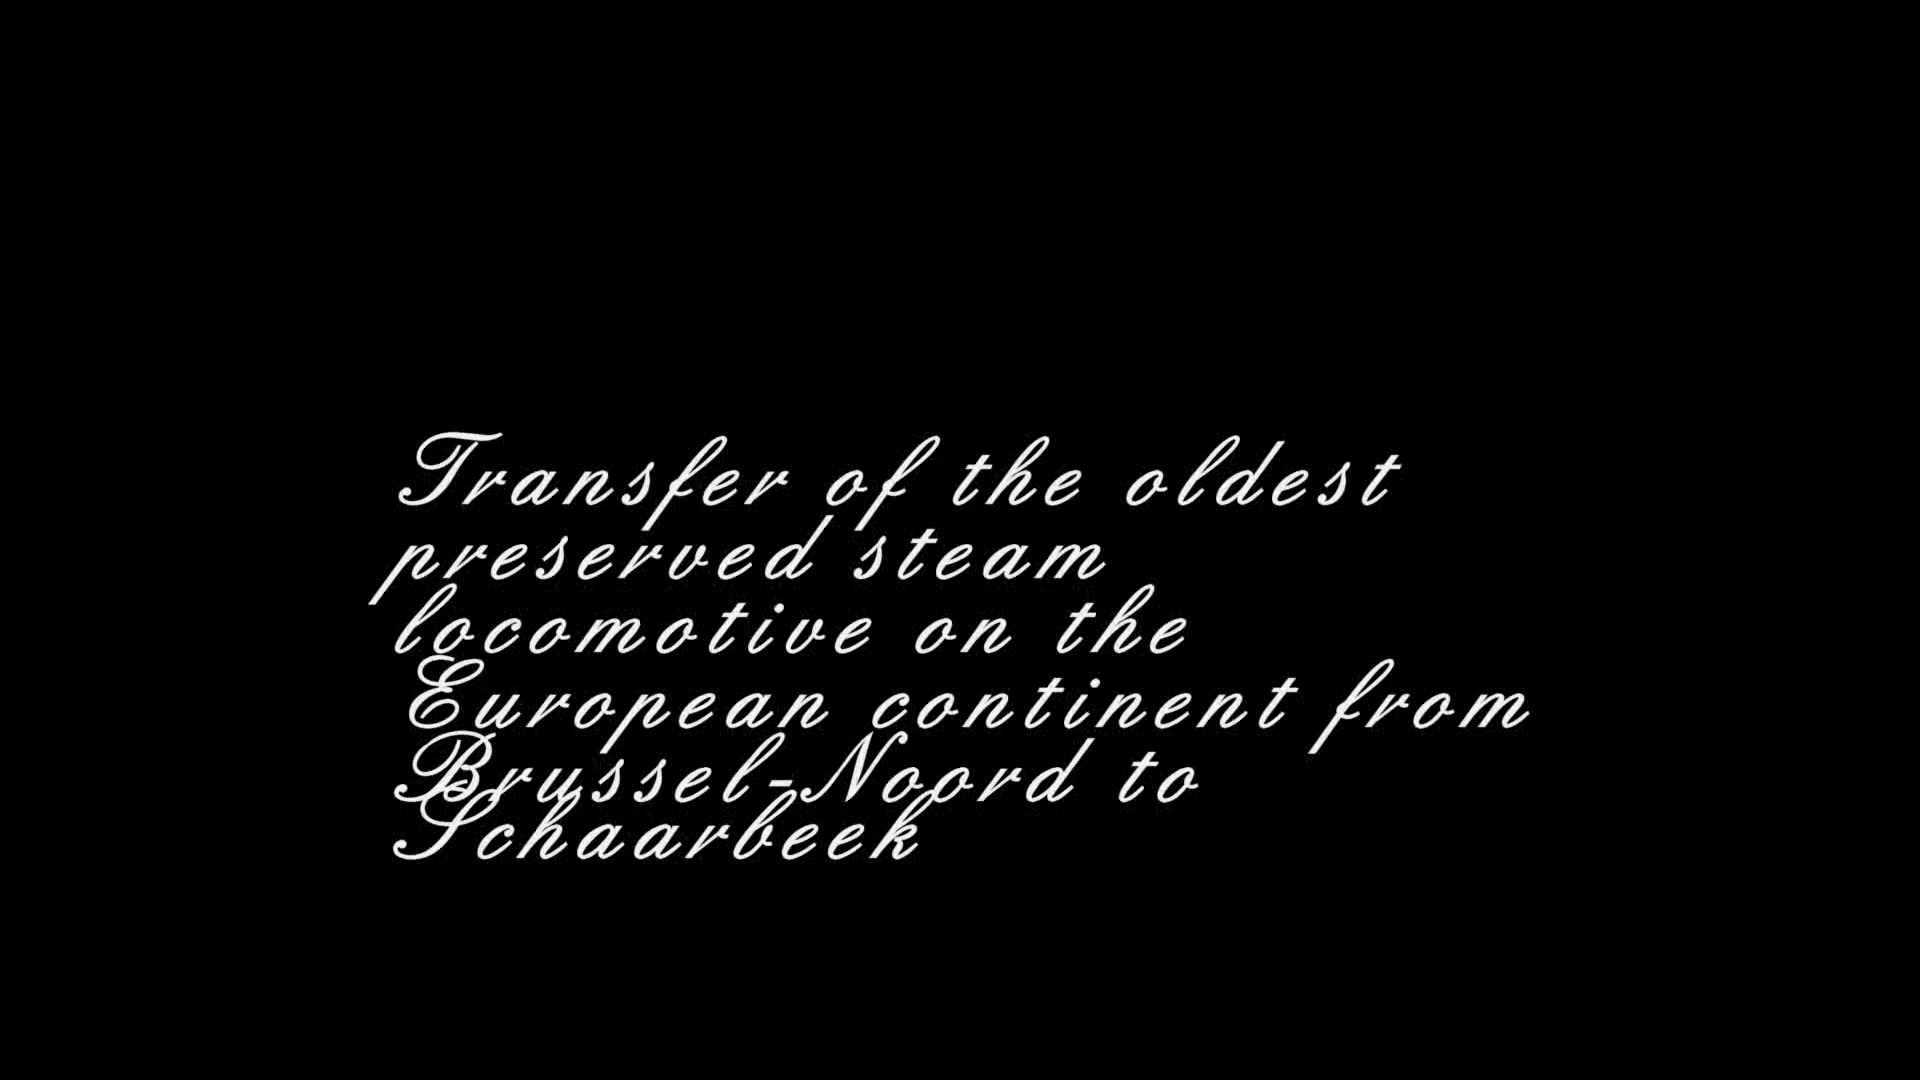 Transfer of the oldest
preserved steam
locomotive on the
European continent from
Brussel-Noord to
Schaarbeek